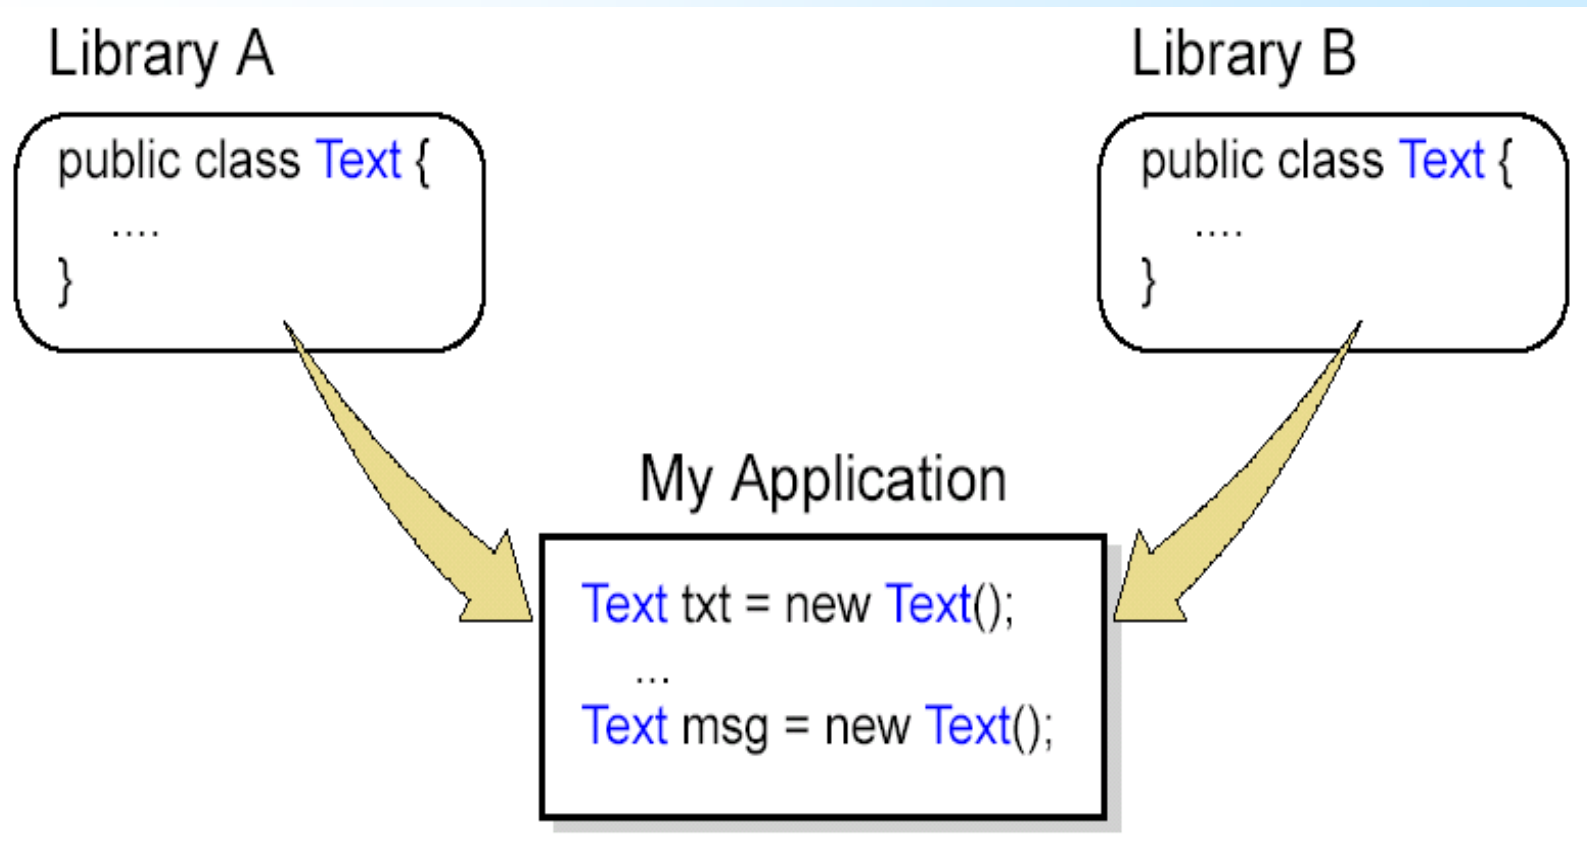 Library A
public class Text {
....
}
Library B
public class Text {
....
}
My Application
Text txt = new Text();
...
Text msg = new Text();